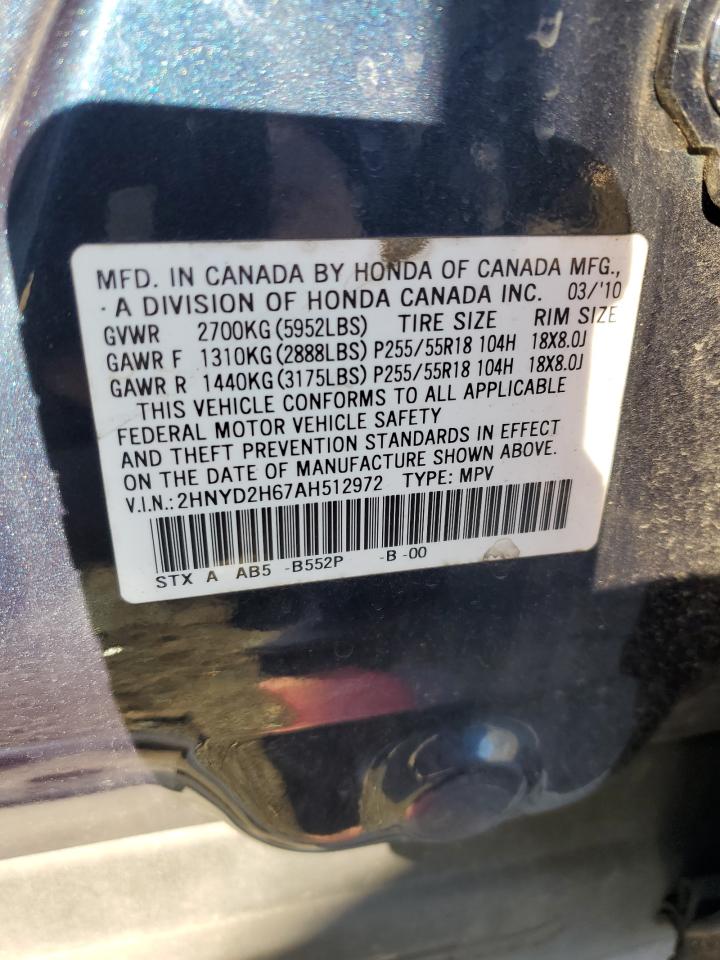 MFD. IN CANADA BY HONDA OF CANADA MFG.,
A DIVISION OF HONDA CANADA INC. 03/'10
GVWR 2700KG(5952LBS) TIRE SIZE RIM SIZE
GAWR F 1310KG(2888LBS) P255/55R18 104H 18X8.0J
GAWR R 1440KG(3175LBS) P255/55R18 104H 18X8.0J
THIS VEHICLE CONFORMS TO ALL APPLICABLE
FEDERAL MOTOR VEHICLE SAFETY
AND THEFT PREVENTION STANDARDS IN EFFECT
ON THE DATE OF MANUFACTURE SHOWN ABOVE.
V.I.N.:2HNYD2H67AH512972 TYPE: MPV
STX A AB5 -B552P -B -00